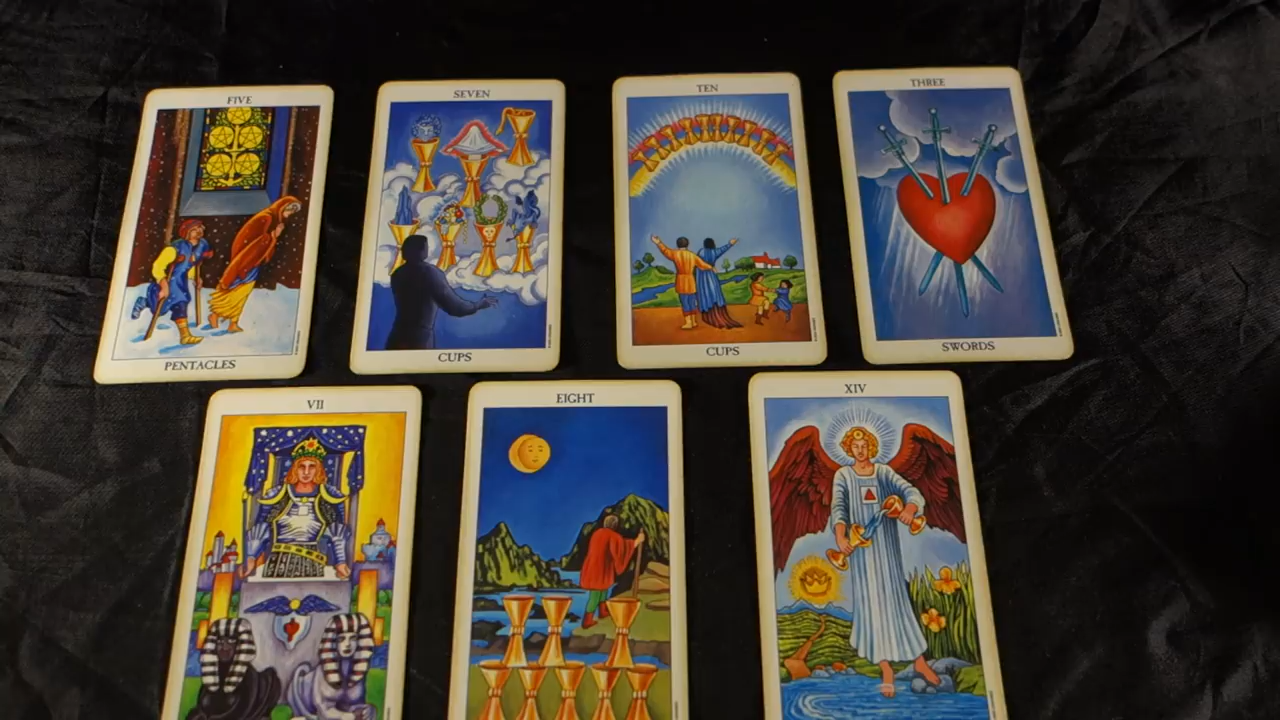 FIVE
PENTACLES
SEVEN
CUPS
TEN
CUPS
THREE
SWORDS
VII
EIGHT
XIV